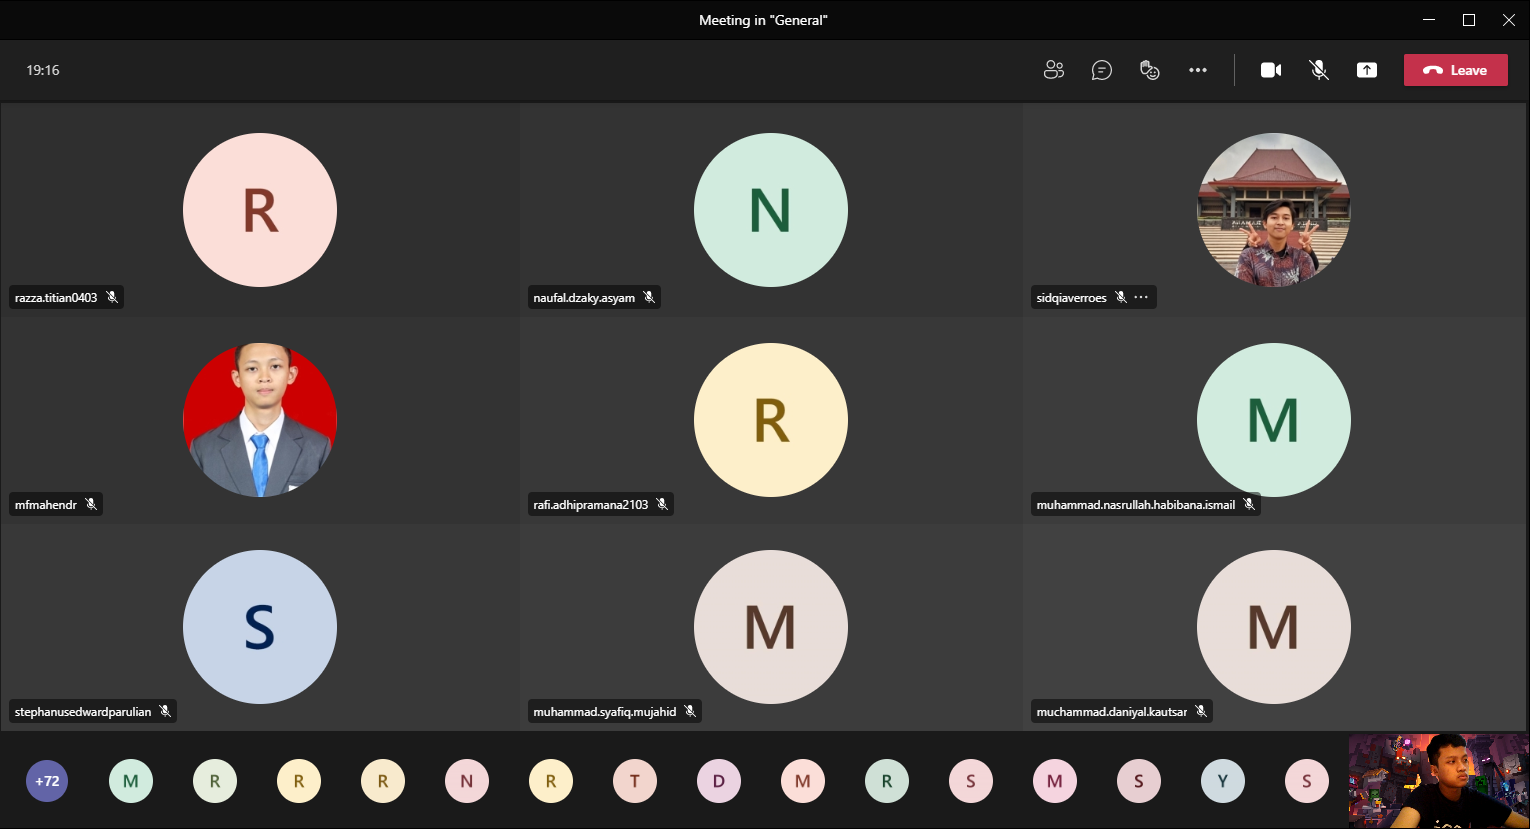 Meeting in "General"
19:16
Leave
R
N
razza.titian0403
naufal.dzaky.asyam
sidqiaverroes
R
M
mfmahendr
rafi.adhipramana2103
muhammad.nasrullah.habibana.ismail
S
M
M
stephanusedwardparulian
muhammad.syafiq.mujahid
muchammad.daniyal.kautsar
+72 M R R R N R T D M R S M S Y S